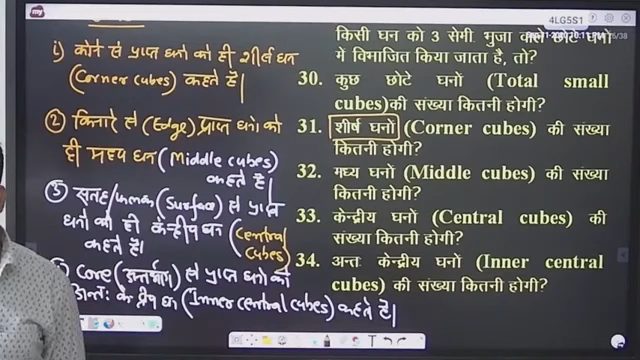 4LG5S1
i) कोने से प्राप्त घनों को ही शीर्ष घन
(Corner cubes) कहते हैं।
② किनारे से (Edge) प्राप्त घनों को
ही मध्य घन (Middle cubes)
कहते हैं।
③ सतह/फलक (Surface) से प्राप्त
घनों को ही केन्द्रीय घन (Central
cubes)
कहते हैं।
Core (अन्तर्भाग) से प्राप्त घनों को
अन्तः केन्द्रीय घन (Inner central cubes) कहते हैं।
किसी घन को 3 सेमी भुजा वाले छोटे घनों
में विभाजित किया जाता है, तो?
30. कुछ छोटे घनों (Total small
cubes)की संख्या कितनी होगी?
31. शीर्ष घनों (Corner cubes) की संख्या
कितनी होगी?
32. मध्य घनों (Middle cubes) की संख्या
कितनी होगी?
33. केन्द्रीय घनों (Central cubes) की
संख्या कितनी होगी?
34. अन्तः केन्द्रीय घनों (Inner central
cubes) की संख्या कितनी होगी?